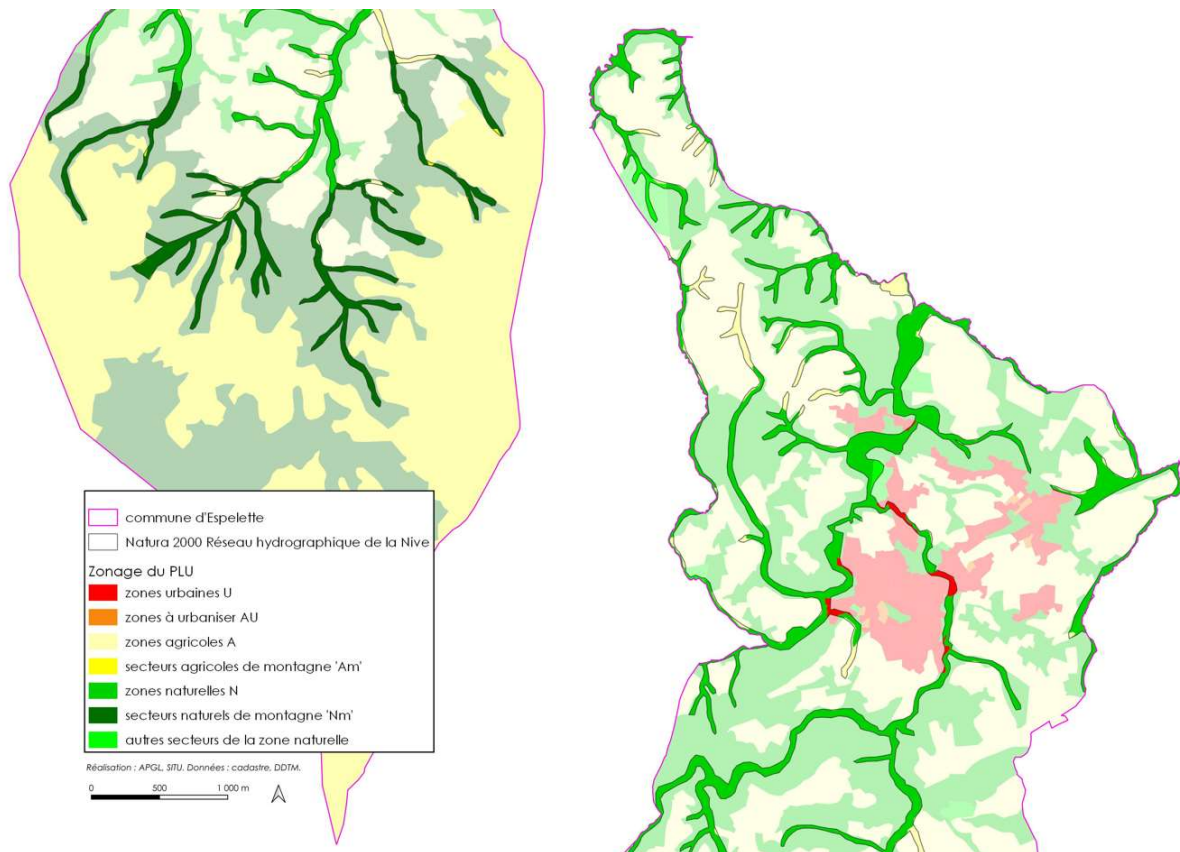 commune d'Espelette
Natura 2000 Réseau hydrographique de la Nive
Zonage du PLU
zones urbaines U
zones à urbaniser AU
zones agricoles A
secteurs agricoles de montagne 'Am'
zones naturelles N
secteurs naturels de montagne 'Nm'
autres secteurs de la zone naturelle
Réalisation : APGL, SITU. Données : cadastre, DDTM.
0 500 1 000 m